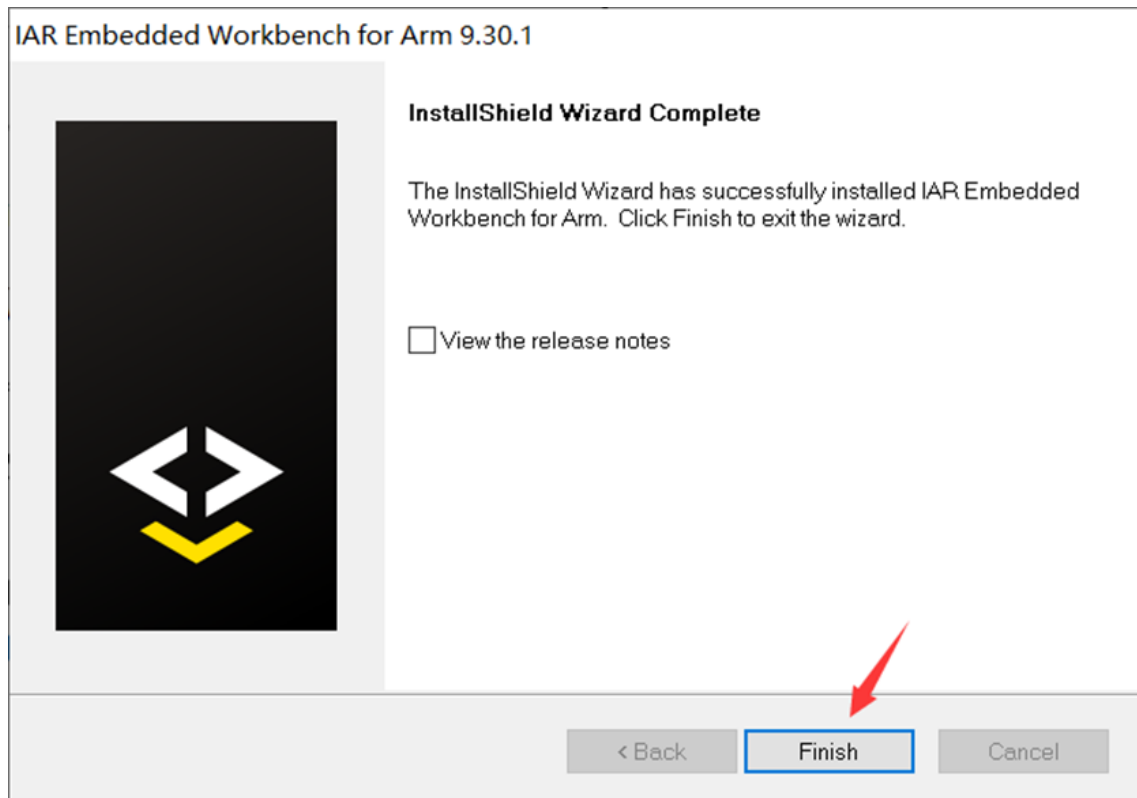 IAR Embedded Workbench for Arm 9.30.1
InstallShield Wizard Complete
The InstallShield Wizard has successfully installed IAR Embedded
Workbench for Arm.  Click Finish to exit the wizard.
View the release notes
< Back
Finish
Cancel